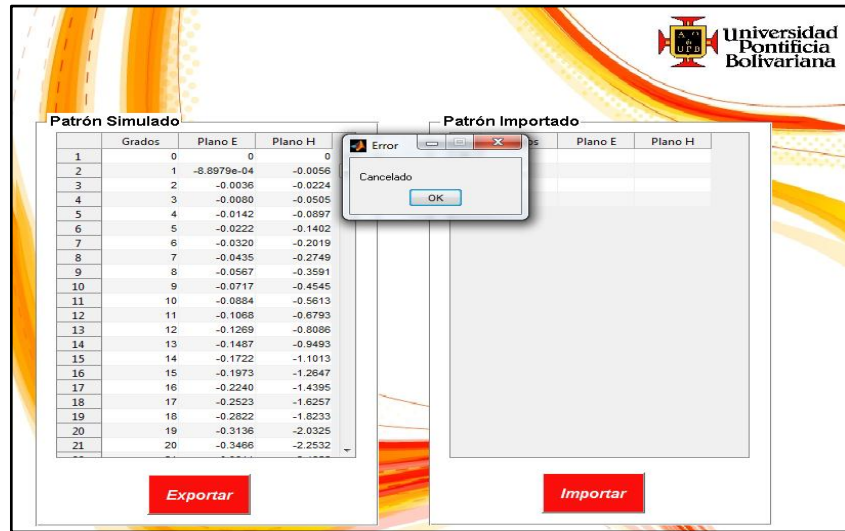 Universidad
Pontificia
Bolivariana
A O
de
UPB
Patrón Simulado
Grados Plano E Plano H
1 0 0 0
2 1 -8.8979e-04 -0.0056
3 2 -0.0036 -0.0224
4 3 -0.0080 -0.0505
5 4 -0.0142 -0.0897
6 5 -0.0222 -0.1402
7 6 -0.0320 -0.2019
8 7 -0.0435 -0.2749
9 8 -0.0567 -0.3591
10 9 -0.0717 -0.4545
11 10 -0.0884 -0.5613
12 11 -0.1068 -0.6793
13 12 -0.1269 -0.8086
14 13 -0.1487 -0.9493
15 14 -0.1722 -1.1013
16 15 -0.1973 -1.2647
17 16 -0.2240 -1.4395
18 17 -0.2523 -1.6257
19 18 -0.2822 -1.8233
20 19 -0.3136 -2.0325
21 20 -0.3466 -2.2532
Exportar
Error
Cancelado
OK
Patrón Importado
Plano E Plano H
Importar